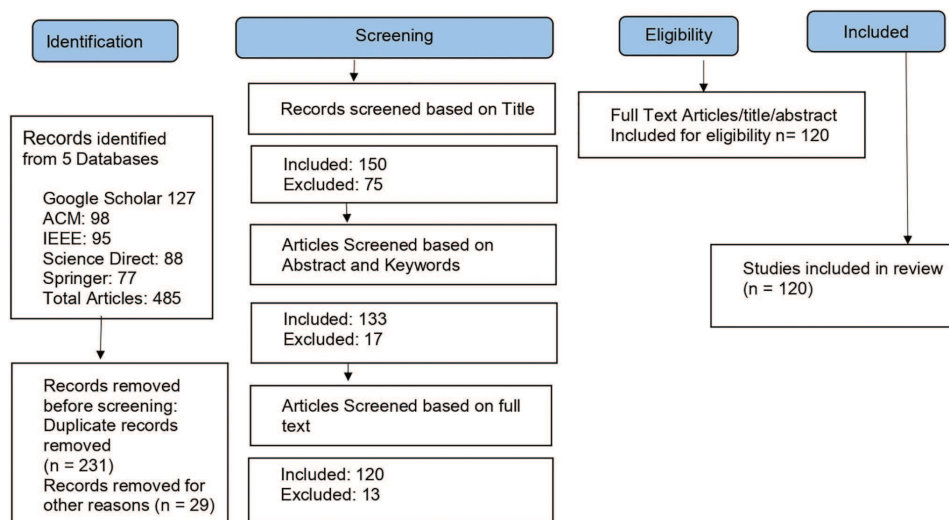 Identification
Records identified
from 5 Databases
Google Scholar 127
ACM: 98
IEEE: 95
Science Direct: 88
Springer: 77
Total Articles: 485
Records removed
before screening:
Duplicate records
removed
(n = 231)
Records removed for
other reasons (n = 29)
Screening
Records screened based on Title
Included: 150
Excluded: 75
Articles Screened based on
Abstract and Keywords
Included: 133
Excluded: 17
Articles Screened based on full
text
Included: 120
Excluded: 13
Eligibility
Full Text Articles/title/abstract
Included for eligibility n= 120
Included
Studies included in review
(n = 120)